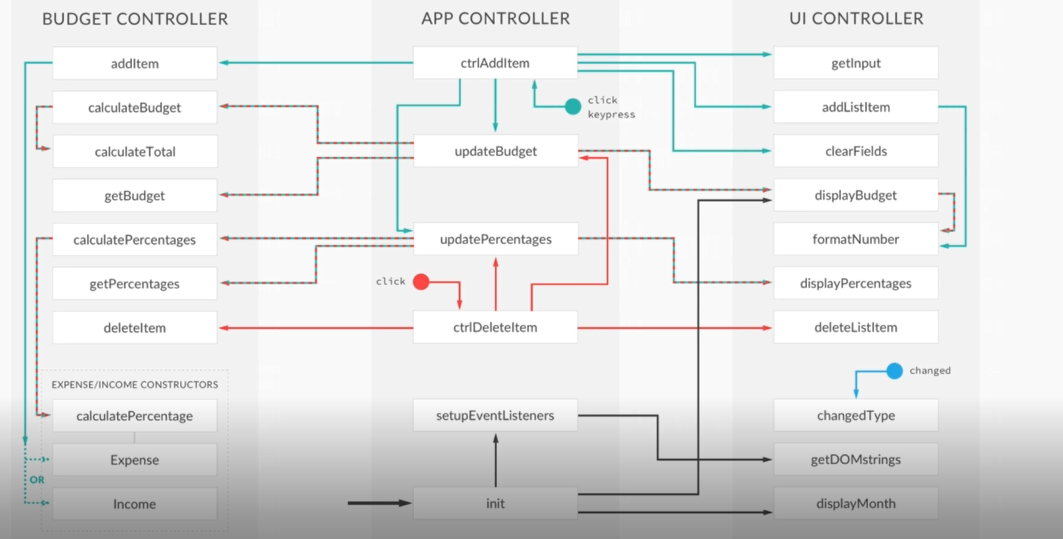 BUDGET CONTROLLER
APP CONTROLLER
UI CONTROLLER
addItem
ctrlAddItem
getInput
calculateBudget
click
keypress
addListItem
calculateTotal
updateBudget
clearFields
getBudget
displayBudget
calculatePercentages
updatePercentages
formatNumber
getPercentages
click
displayPercentages
deleteItem
ctrlDeleteItem
deleteListItem
EXPENSE/INCOME CONSTRUCTORS
changed
calculatePercentage
setupEventListeners
changedType
Expense
getDOMstrings
OR
Income
init
displayMonth